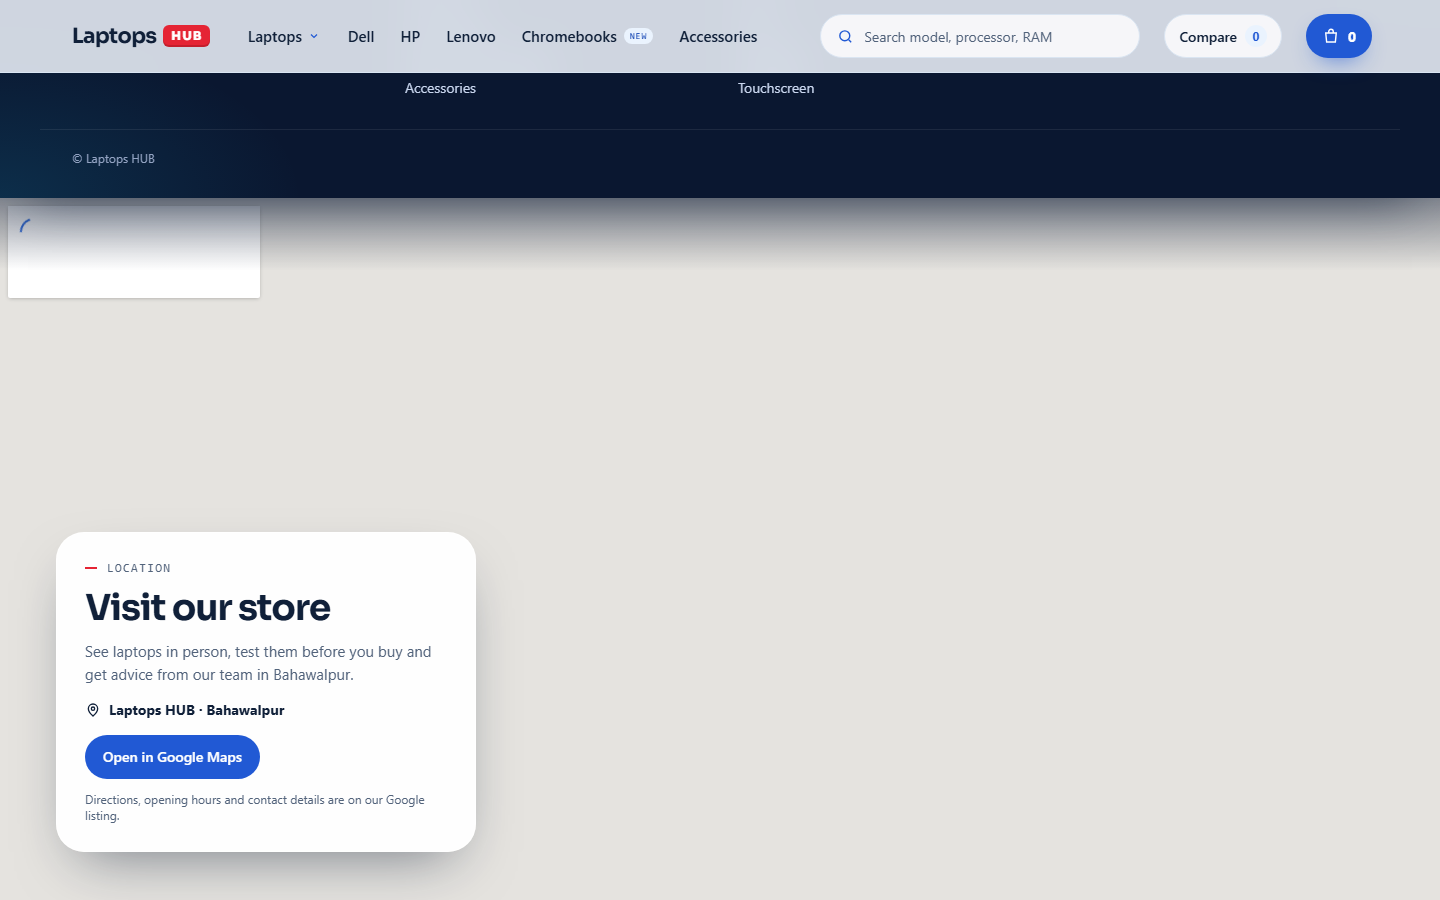 Laptops HUB
Laptops
Dell
HP
Lenovo
Chromebooks NEW
Accessories
Search model, processor, RAM
Compare 0
0
Accessories
Touchscreen
© Laptops HUB
LOCATION
Visit our store
See laptops in person, test them before you buy and
get advice from our team in Bahawalpur.
Laptops HUB · Bahawalpur
Open in Google Maps
Directions, opening hours and contact details are on our Google
listing.